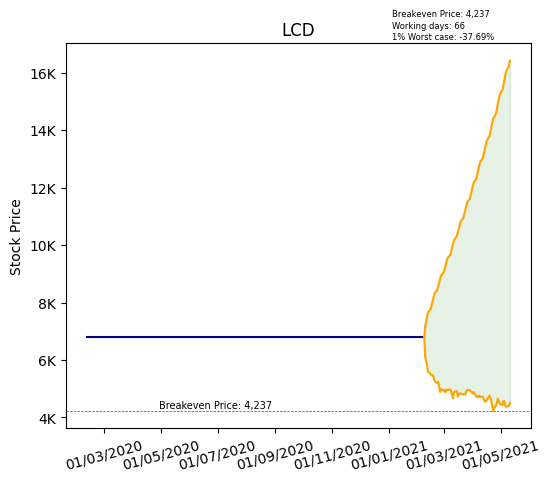 Breakeven Price: 4,237
Working days: 66
1% Worst case: -37.69%
LCD
Stock Price
16K
14K
12K
10K
8K
6K
4K
Breakeven Price: 4,237
01/03/2020
01/05/2020
01/07/2020
01/09/2020
01/11/2020
01/01/2021
01/03/2021
01/05/2021